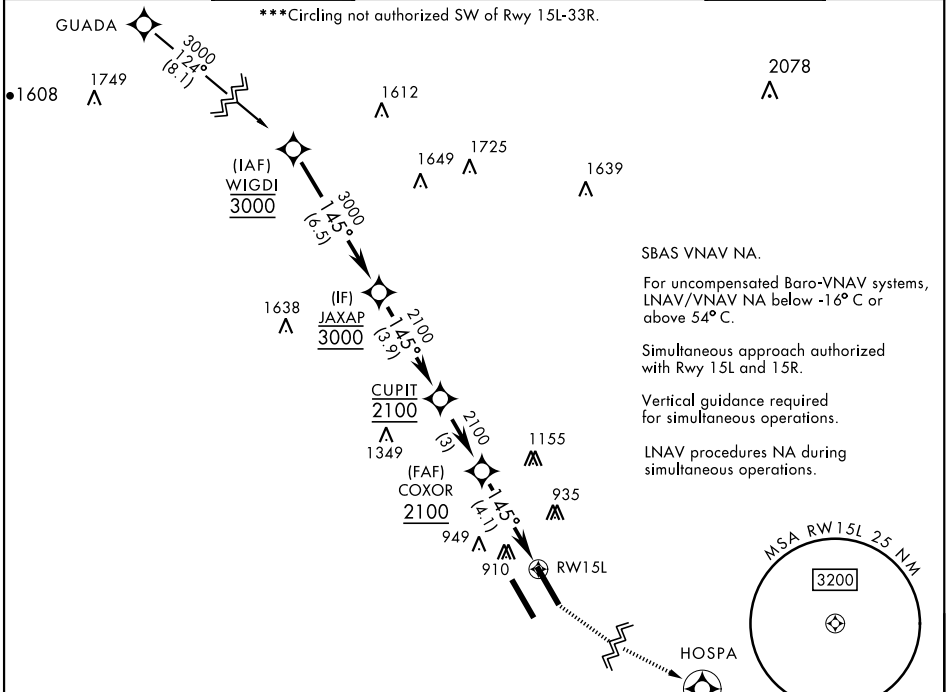 ***Circling not authorized SW of Rwy 15L-33R.
GUADA
3000
124°
(8.1)
1608
1749
1612
2078
1649
1725
1639
(IAF)
WIGDI
3000
3000
145°
(6.5)
SBAS VNAV NA.
For uncompensated Baro-VNAV systems,
LNAV/VNAV NA below -16° C or
above 54° C.
Simultaneous approach authorized
with Rwy 15L and 15R.
Vertical guidance required
for simultaneous operations.
LNAV procedures NA during
simultaneous operations.
1638
(IF)
JAXAP
3000
2100
145°
(3.9)
CUPIT
2100
2100
(3)
1349
1155
(FAF)
COXOR
2100
145°
(4.1)
935
949
910
RW15L
MSA RW15L 25 NM
3200
HOSPA